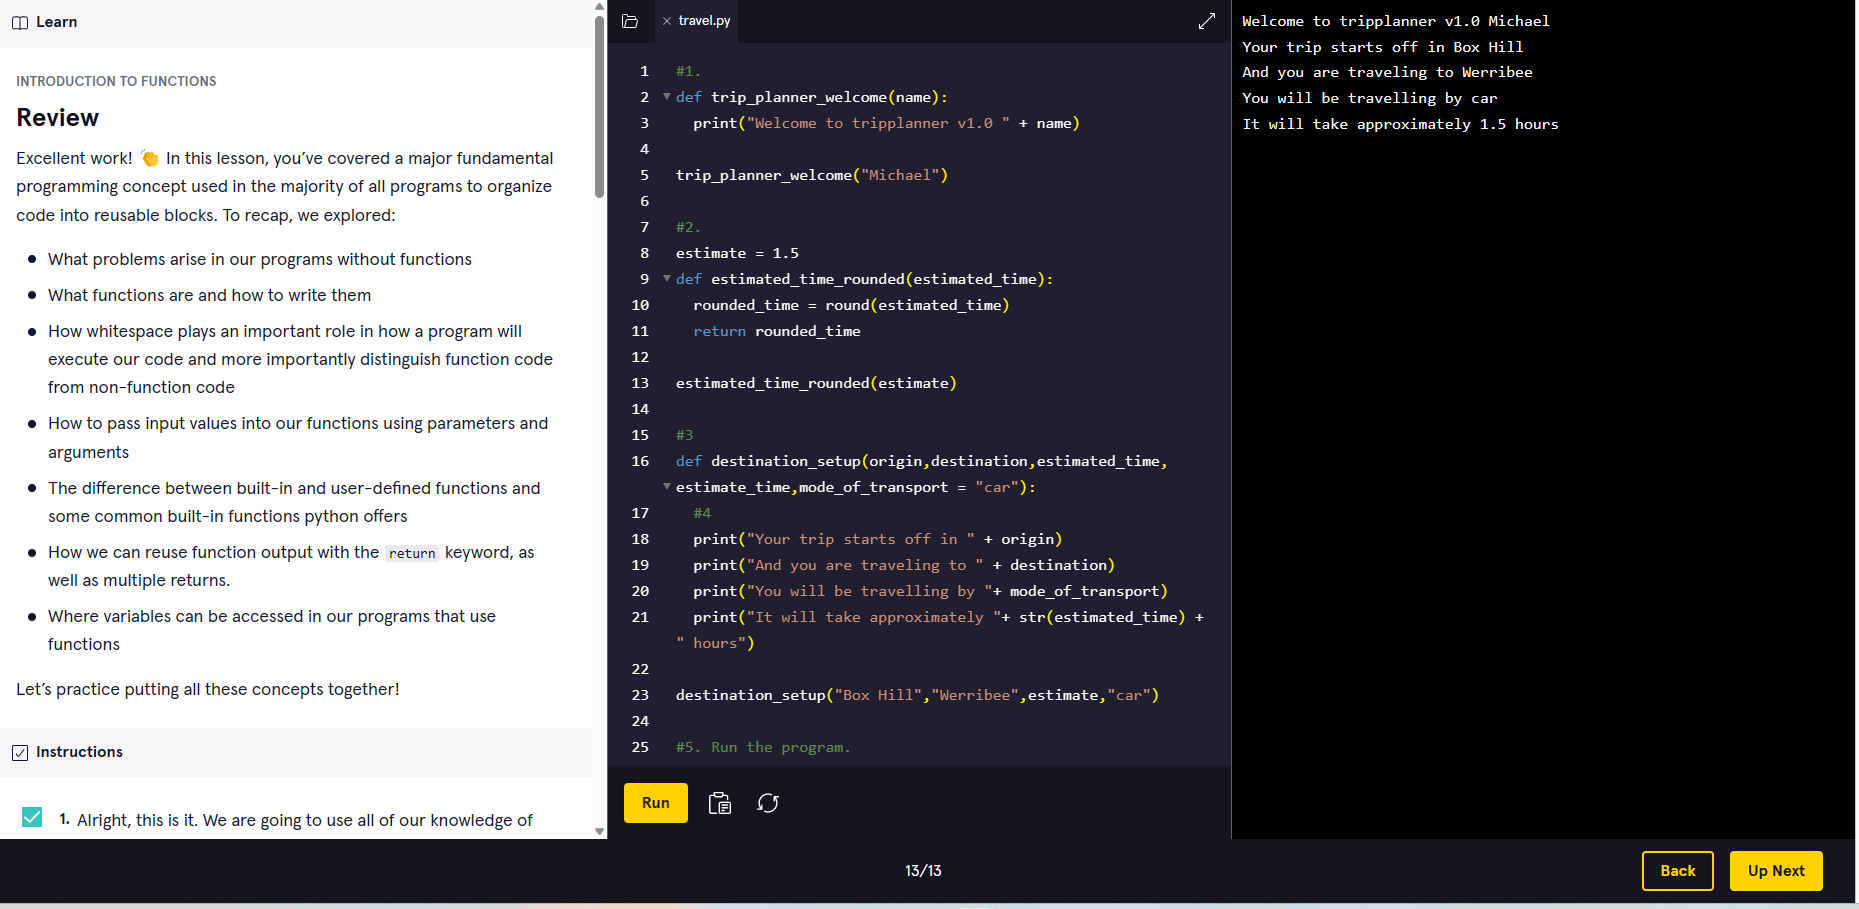 Learn
INTRODUCTION TO FUNCTIONS
Review
Excellent work! 👏 In this lesson, you've covered a major fundamental
programming concept used in the majority of all programs to organize
code into reusable blocks. To recap, we explored:
What problems arise in our programs without functions
What functions are and how to write them
How whitespace plays an important role in how a program will
execute our code and more importantly distinguish function code
from non-function code
How to pass input values into our functions using parameters and
arguments
The difference between built-in and user-defined functions and
some common built-in functions python offers
How we can reuse function output with the return keyword, as
well as multiple returns.
Where variables can be accessed in our programs that use
functions
Let's practice putting all these concepts together!
Instructions
1. Alright, this is it. We are going to use all of our knowledge of
travel.py
1 #1.
2 def trip_planner_welcome(name):
3   print("Welcome to tripplanner v1.0 " + name)
4
5 trip_planner_welcome("Michael")
6
7 #2.
8 estimate = 1.5
9 def estimated_time_rounded(estimated_time):
10   rounded_time = round(estimated_time)
11   return rounded_time
12
13 estimated_time_rounded(estimate)
14
15 #3
16 def destination_setup(origin,destination,estimated_time,
estimate_time,mode_of_transport = "car"):
17   #4
18   print("Your trip starts off in " + origin)
19   print("And you are traveling to " + destination)
20   print("You will be travelling by "+ mode_of_transport)
21   print("It will take approximately "+ str(estimated_time) +
" hours")
22
23 destination_setup("Box Hill","Werribee",estimate,"car")
24
25 #5. Run the program.
Run
Welcome to tripplanner v1.0 Michael
Your trip starts off in Box Hill
And you are traveling to Werribee
You will be travelling by car
It will take approximately 1.5 hours
13/13
Back
Up Next